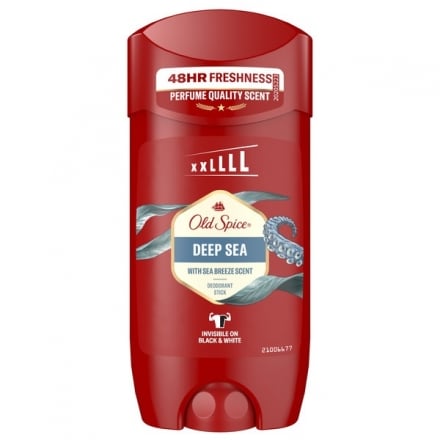 48HR FRESHNESS
PERFUME QUALITY SCENT
xxLLLL
Old Spice®
DEEP SEA
WITH SEA BREEZE SCENT
DEODORANT
STICK
INVISIBLE ON
BLACK & WHITE
21006677